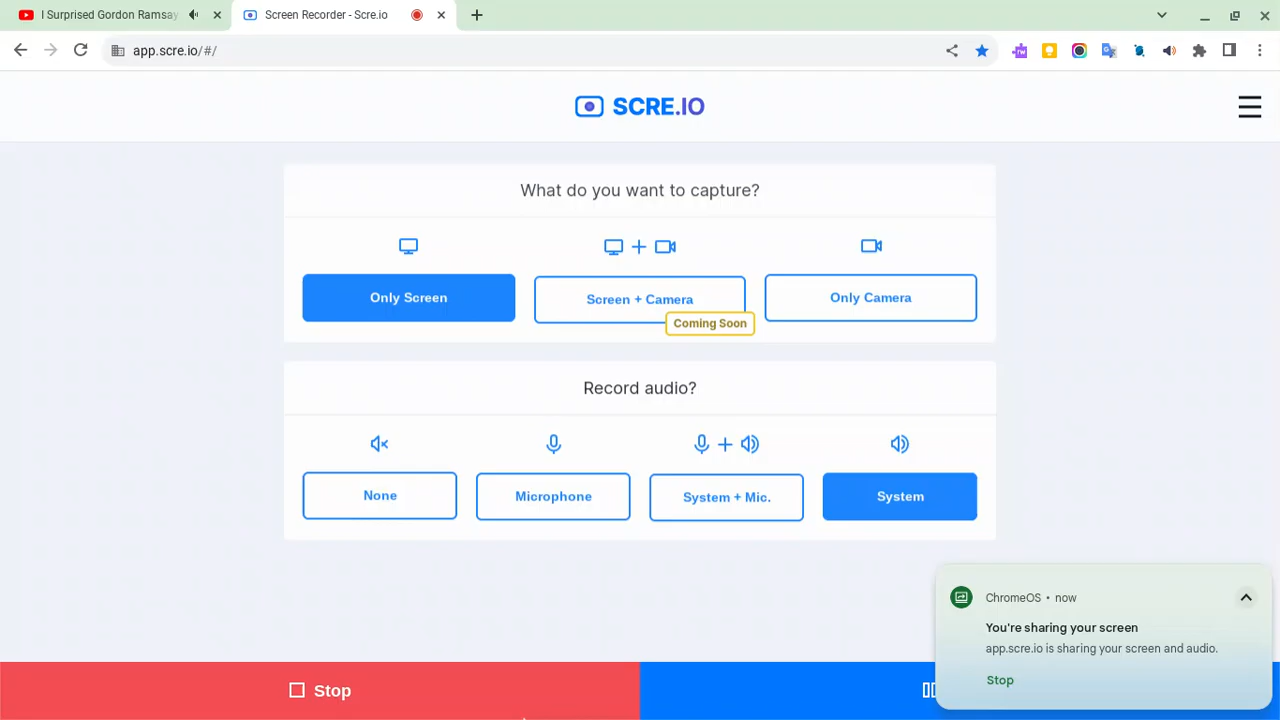 I Surprised Gordon Ramsay
Screen Recorder - Scre.io
app.scre.io/#/
SCRE.IO
What do you want to capture?
Only Screen
Screen + Camera
Only Camera
Coming Soon
Record audio?
None
Microphone
System + Mic.
System
ChromeOS • now
You're sharing your screen
app.scre.io is sharing your screen and audio.
Stop
Stop